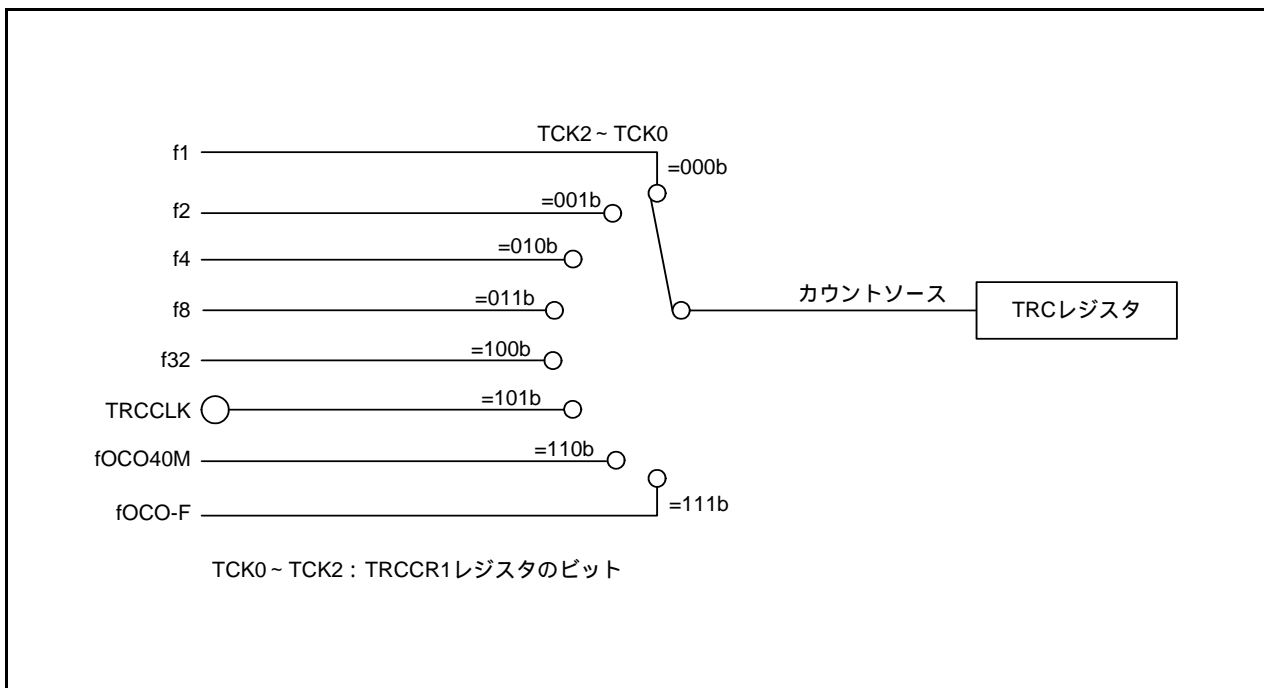 TCK2 ~ TCK0
f1
=000b
f2
=001b
f4
=010b
f8
=011b
カウントソース
TRCレジスタ
f32
=100b
TRCCLK
=101b
fOCO40M
=110b
fOCO-F
=111b
TCK0 ~ TCK2 : TRCCR1レジスタのビット